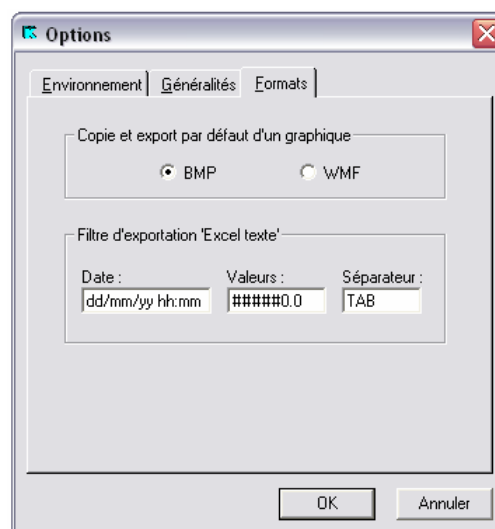 Options
Environnement Généralités Formats
Copie et export par défaut d'un graphique
BMP WMF
Filtre d'exportation 'Excel texte'
Date : Valeurs : Séparateur :
dd/mm/yy hh:mm #####0.0 TAB
OK Annuler